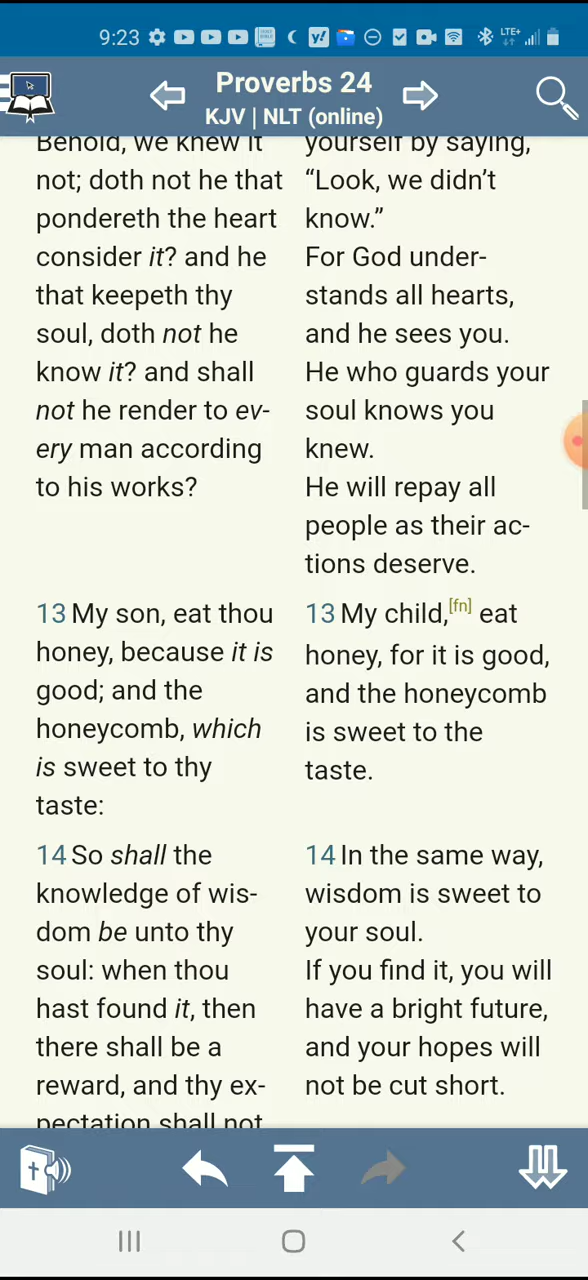 9:23
LTE+
Proverbs 24
KJV | NLT (online)
Behold, we knew it
not; doth not he that
pondereth the heart
consider it? and he
that keepeth thy
soul, doth not he
know it? and shall
not he render to ev-
ery man according
to his works?
yourself by saying,
“Look, we didn’t
know.”
For God under-
stands all hearts,
and he sees you.
He who guards your
soul knows you
knew.
He will repay all
people as their ac-
tions deserve.
13 My son, eat thou
honey, because it is
good; and the
honeycomb, which
is sweet to thy
taste:
13 My child,[fn] eat
honey, for it is good,
and the honeycomb
is sweet to the
taste.
14 So shall the
knowledge of wis-
dom be unto thy
soul: when thou
hast found it, then
there shall be a
reward, and thy ex-
pectation shall not
14 In the same way,
wisdom is sweet to
your soul.
If you find it, you will
have a bright future,
and your hopes will
not be cut short.